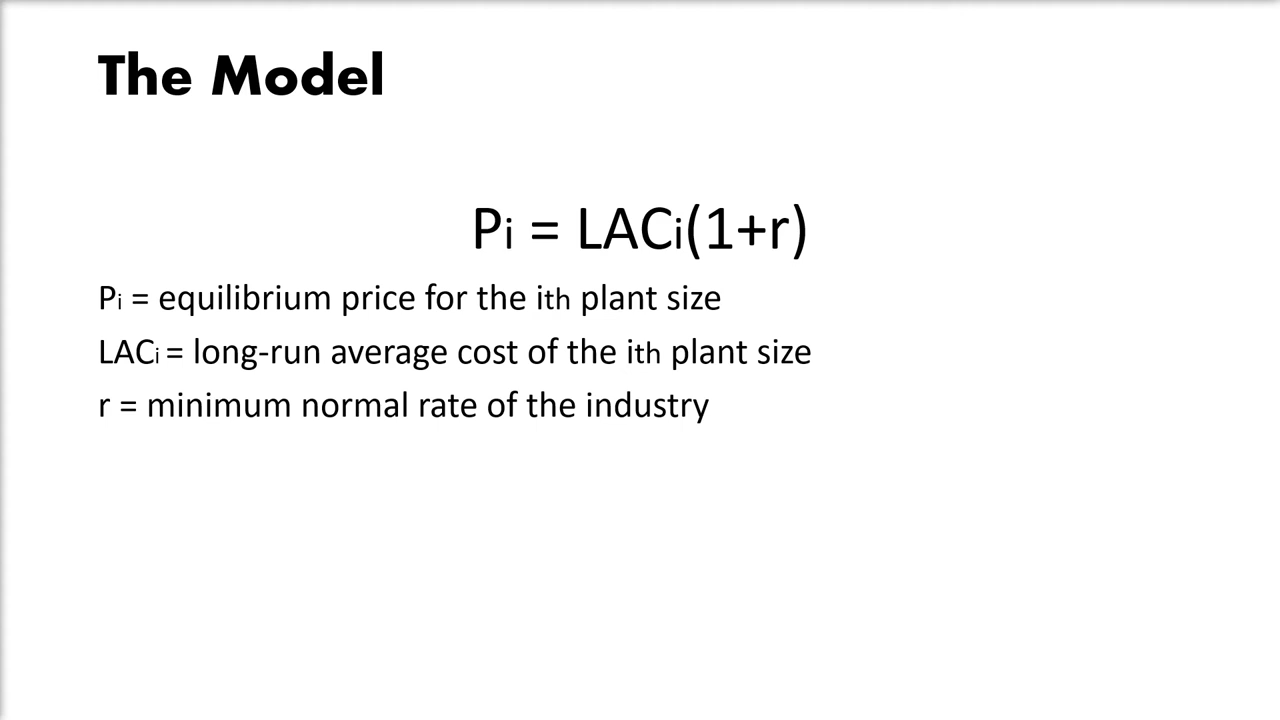 The Model
Pi = LACi(1+r)
Pi = equilibrium price for the ith plant size
LACi = long-run average cost of the ith plant size
r = minimum normal rate of the industry